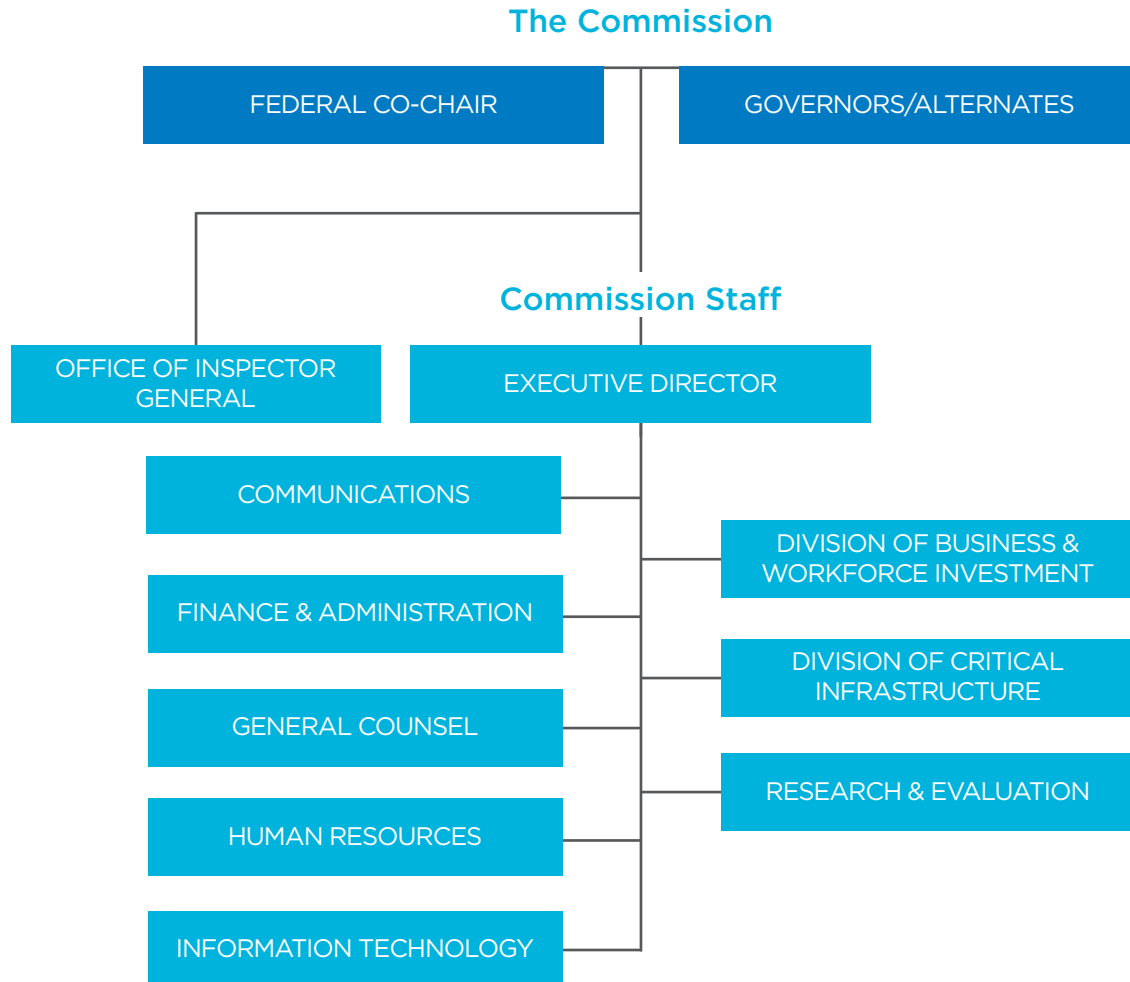 The Commission
FEDERAL CO-CHAIR
GOVERNORS/ALTERNATES
Commission Staff
OFFICE OF INSPECTOR
GENERAL
EXECUTIVE DIRECTOR
COMMUNICATIONS
FINANCE & ADMINISTRATION
GENERAL COUNSEL
HUMAN RESOURCES
INFORMATION TECHNOLOGY
DIVISION OF BUSINESS &
WORKFORCE INVESTMENT
DIVISION OF CRITICAL
INFRASTRUCTURE
RESEARCH & EVALUATION